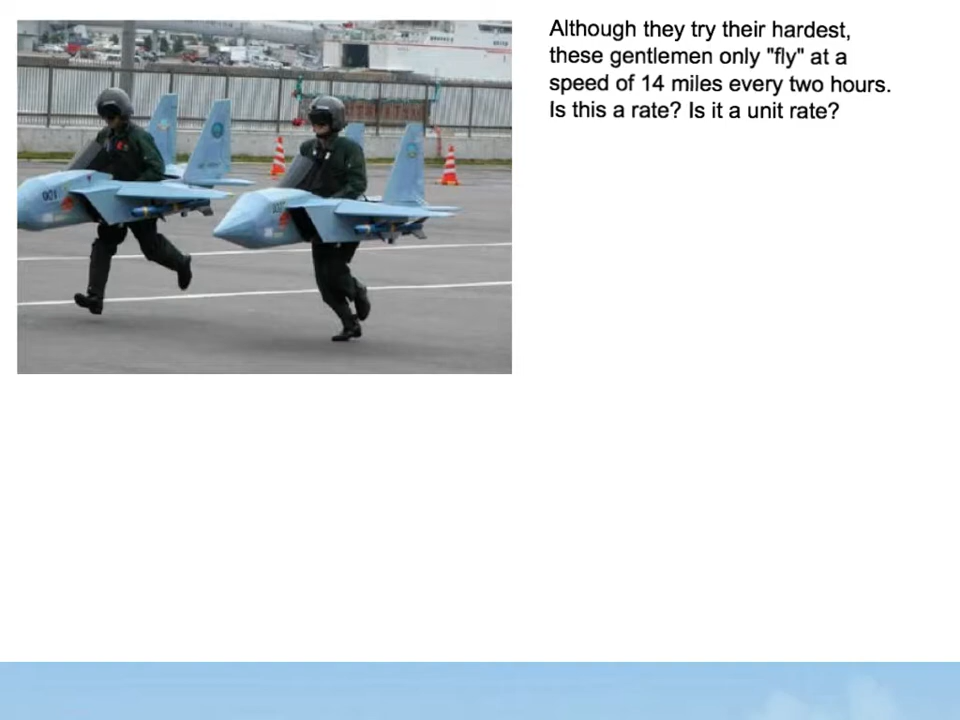 Although they try their hardest,
these gentlemen only "fly" at a
speed of 14 miles every two hours.
Is this a rate? Is it a unit rate?